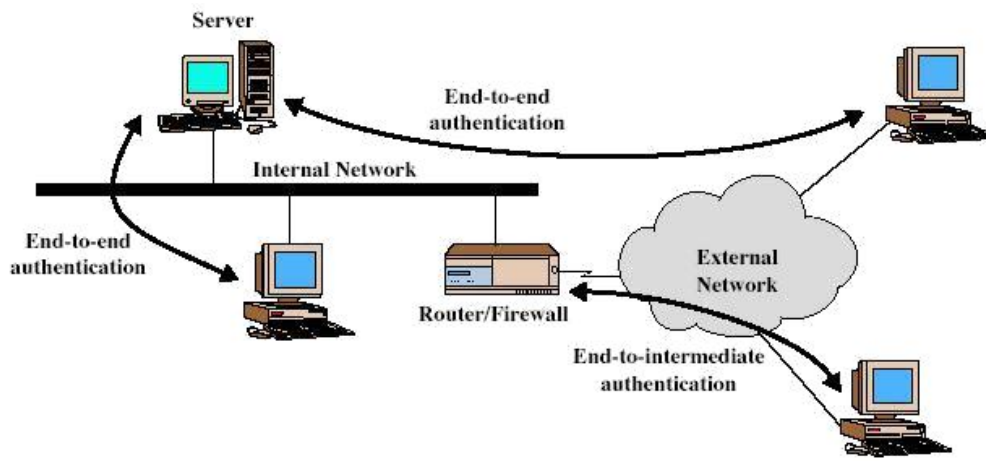 Server
End-to-end
authentication
Internal Network
End-to-end
authentication
External
Network
Router/Firewall
End-to-intermediate
authentication